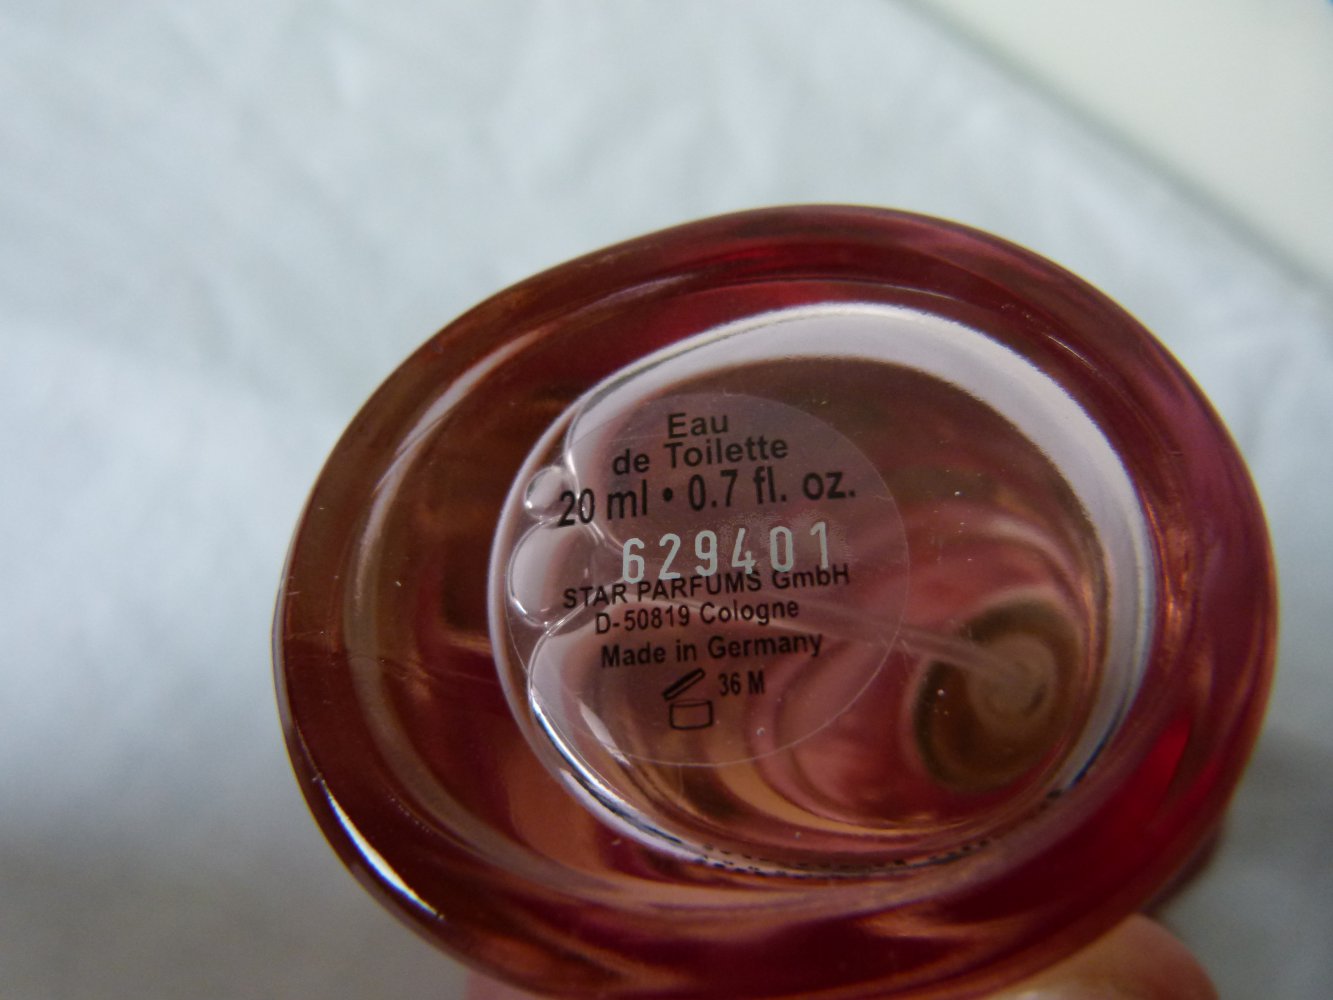 Eau
de Toilette
20 ml • 0.7 fl. oz.
629401
STAR PARFUMS GmbH
D-50819 Cologne
Made in Germany
36 M